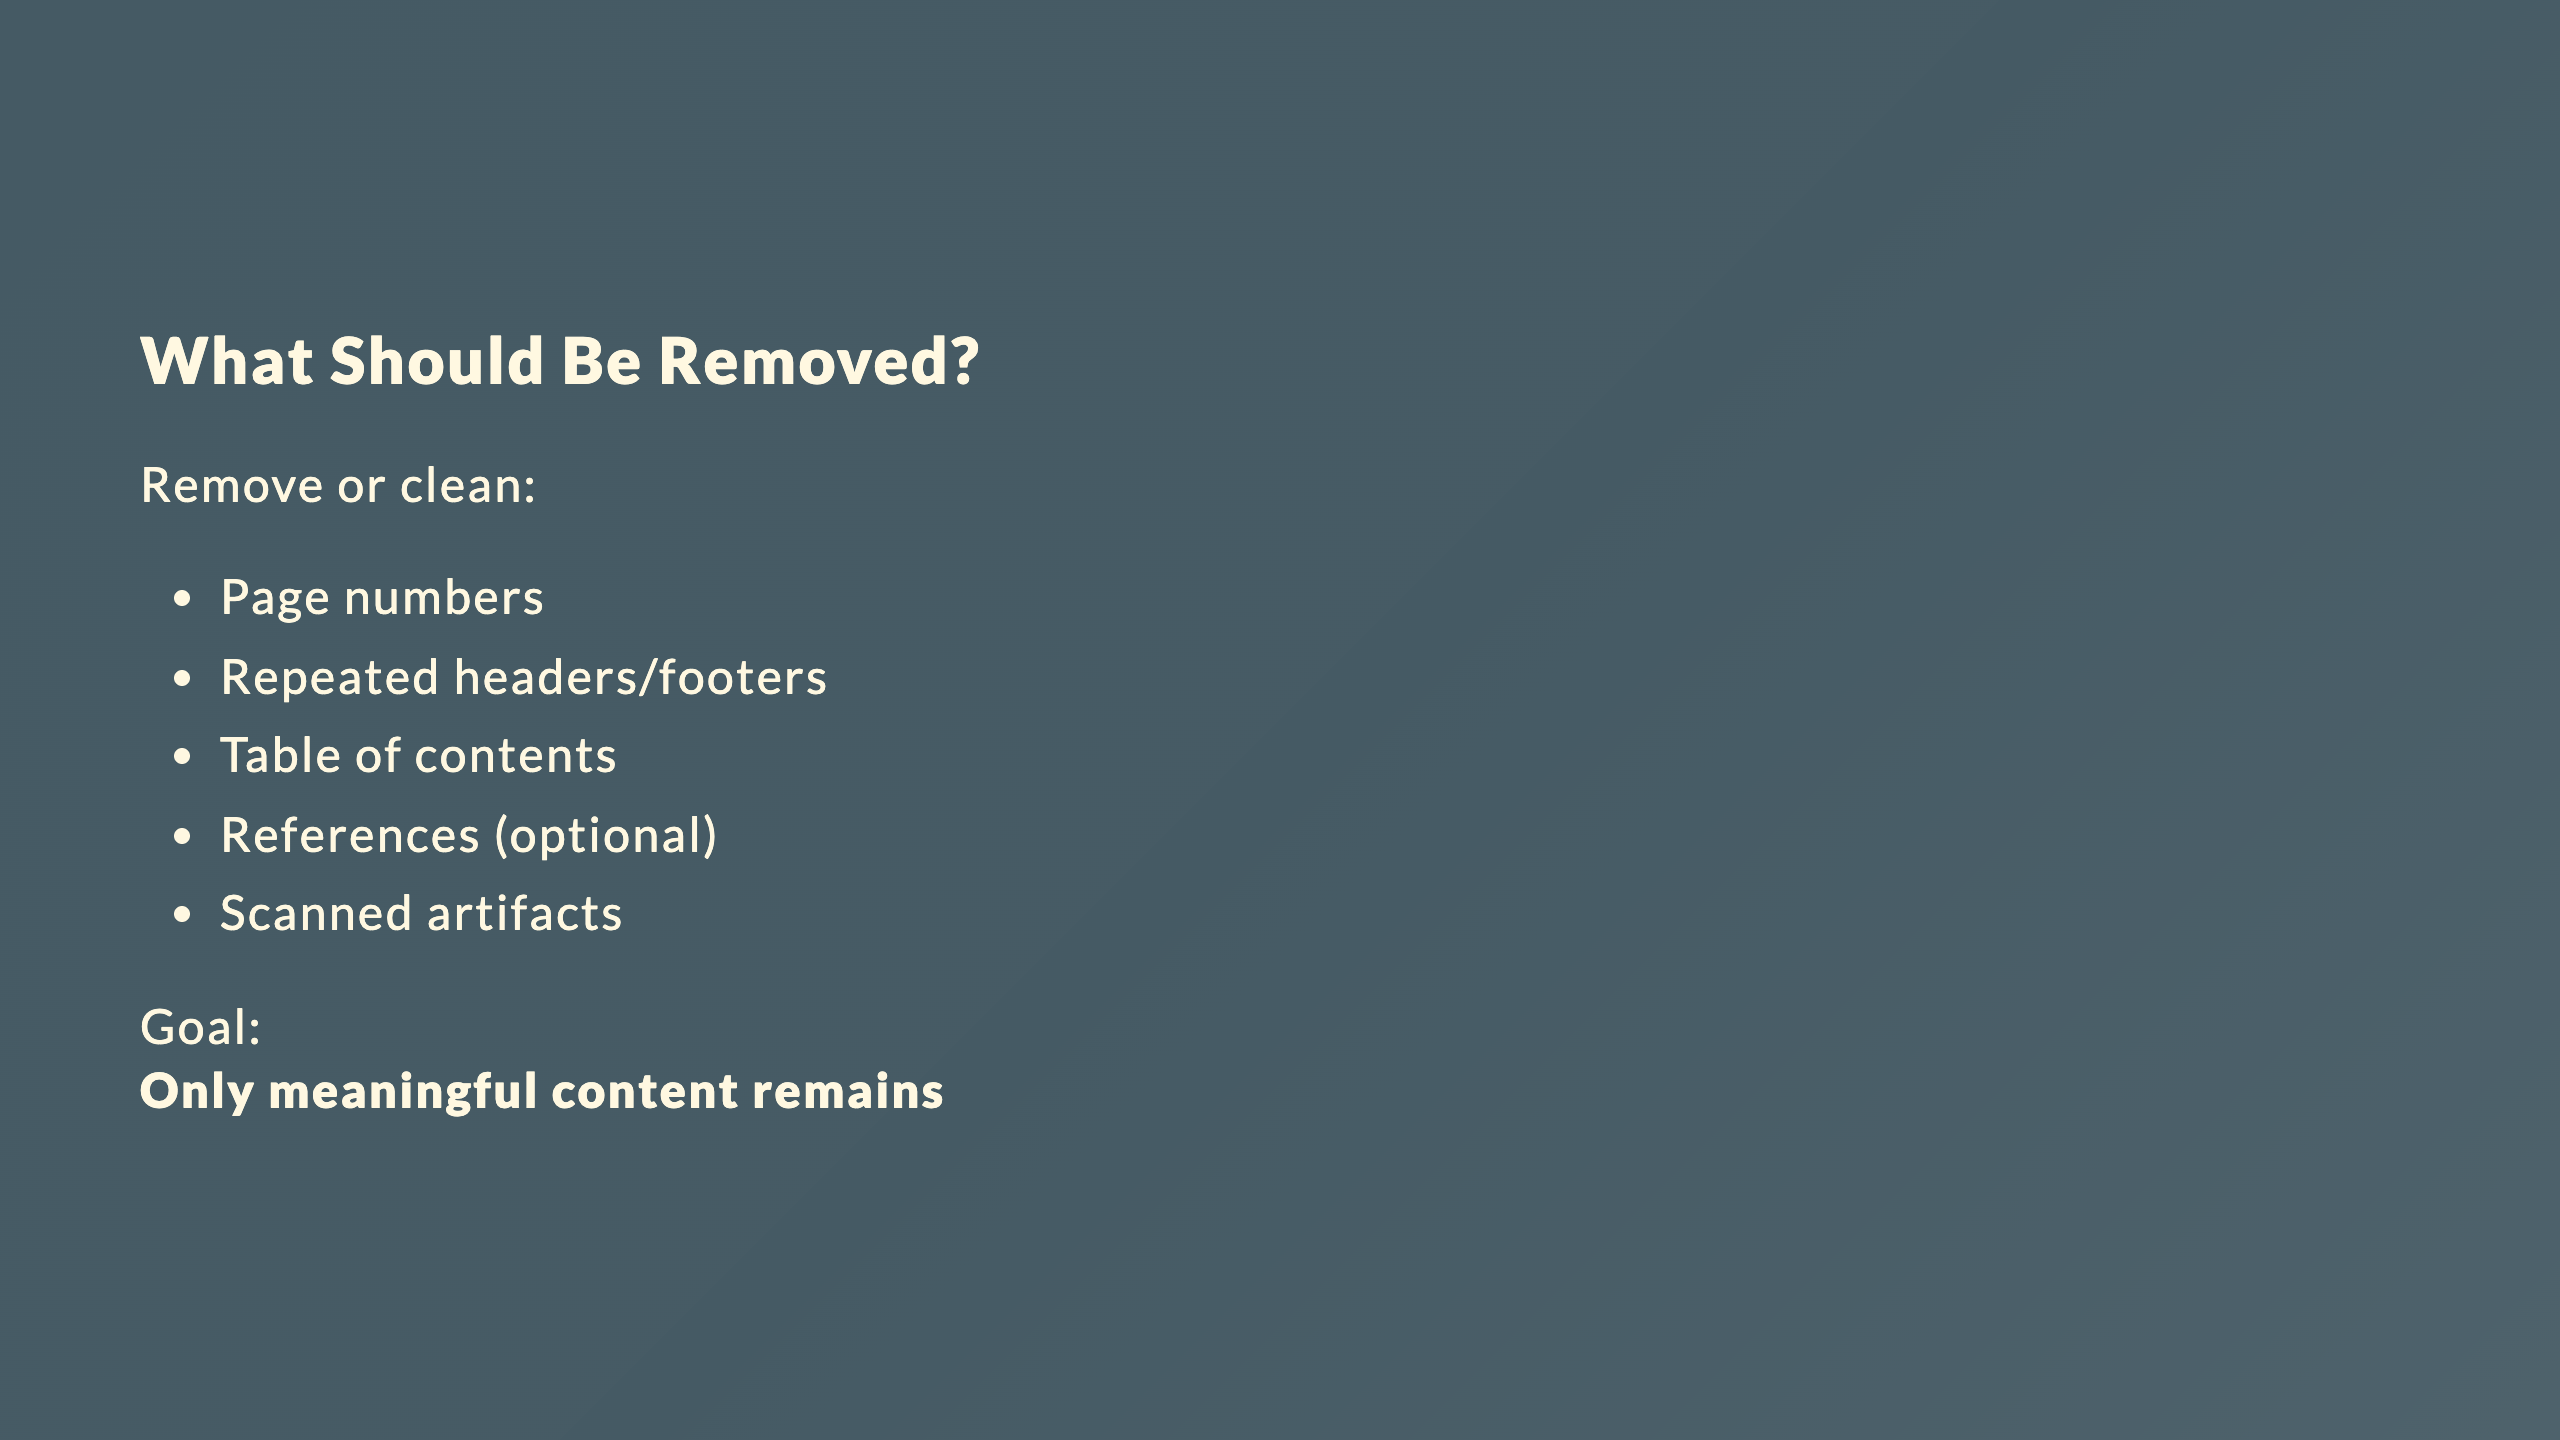 What Should Be Removed?
Remove or clean:
• Page numbers
• Repeated headers/footers
• Table of contents
• References (optional)
• Scanned artifacts
Goal:
Only meaningful content remains